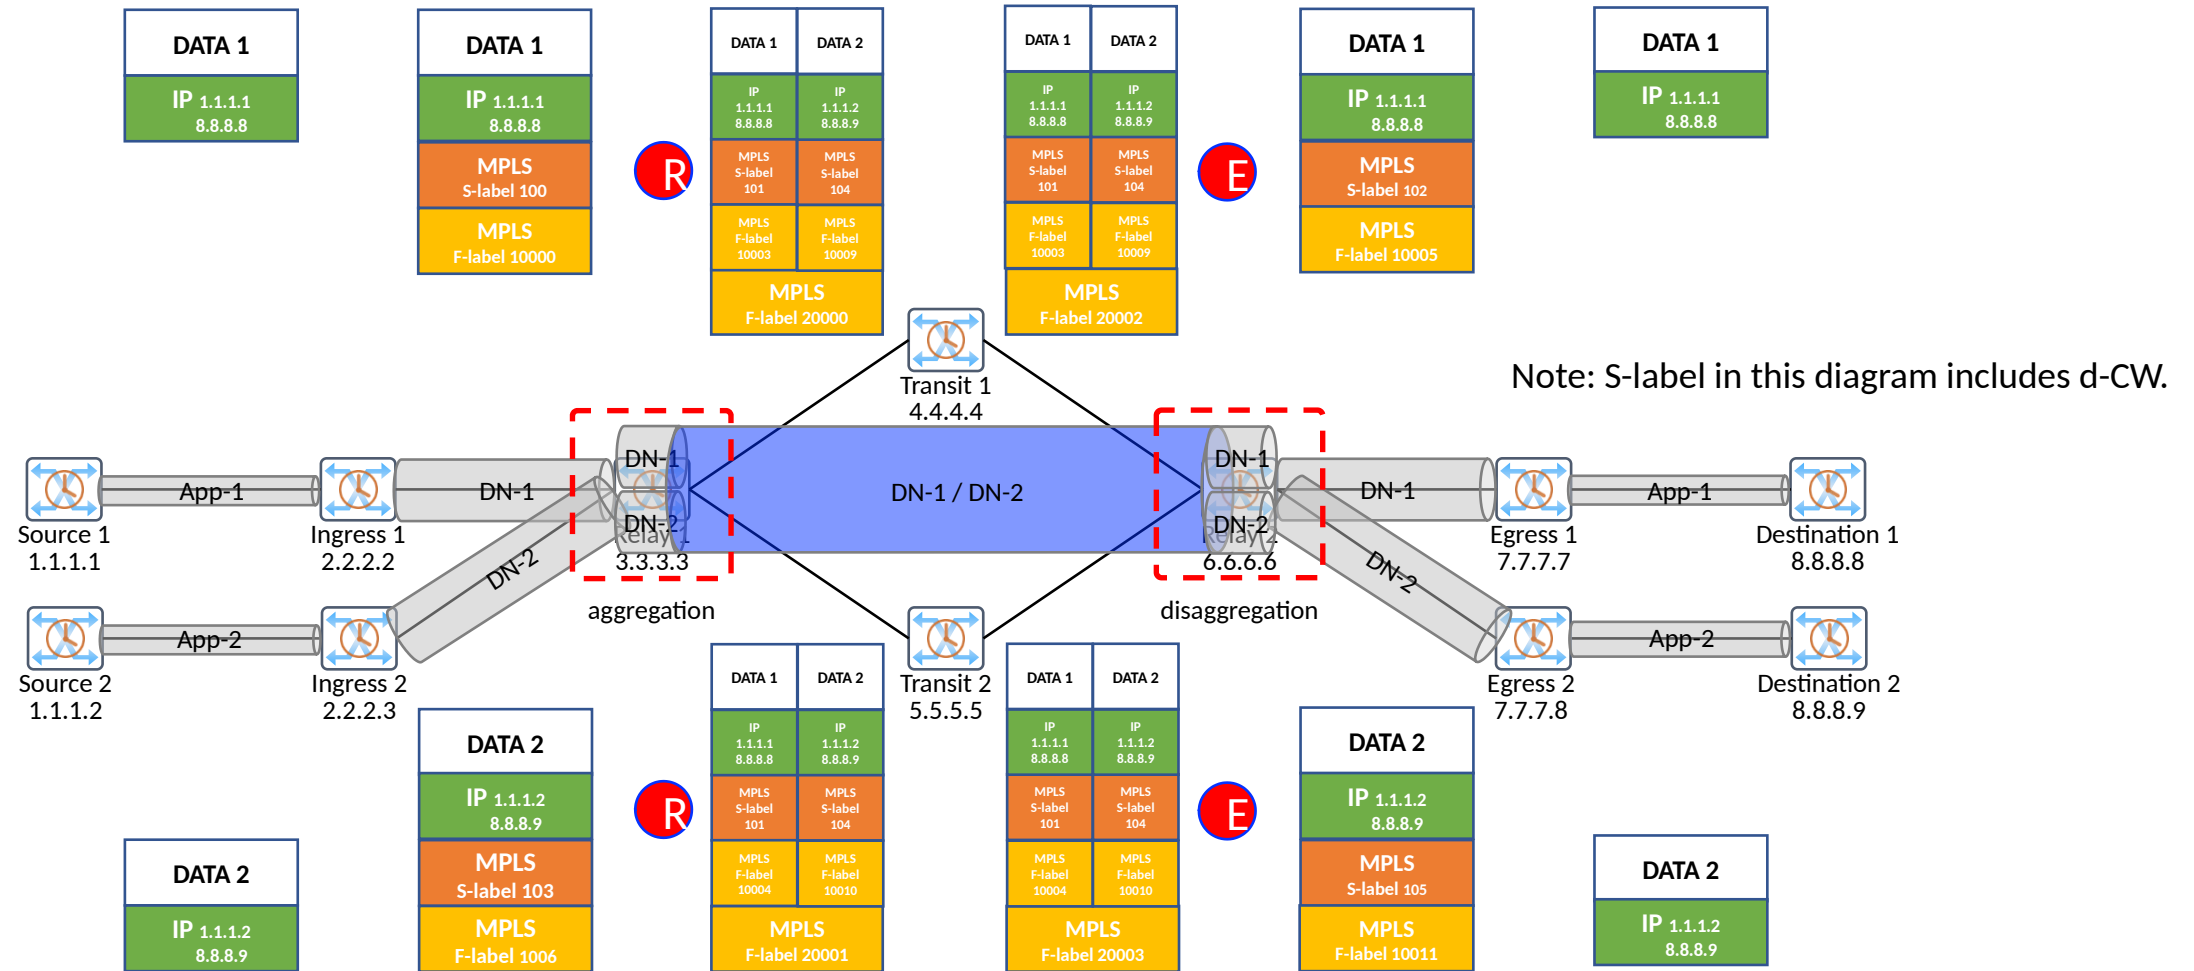 DATA 1
IP 1.1.1.1
8.8.8.8
DATA 1
IP 1.1.1.1
8.8.8.8
MPLS
S-label 100
MPLS
F-label 10000
R
DATA 1
IP
1.1.1.1
8.8.8.8
MPLS
S-label
101
MPLS
F-label
10003
DATA 2
IP
1.1.1.2
8.8.8.9
MPLS
S-label
104
MPLS
F-label
10009
MPLS
F-label 20000
DATA 1
IP
1.1.1.1
8.8.8.8
MPLS
S-label
101
MPLS
F-label
10003
DATA 2
IP
1.1.1.2
8.8.8.9
MPLS
S-label
104
MPLS
F-label
10009
MPLS
F-label 20002
E
DATA 1
IP 1.1.1.1
8.8.8.8
MPLS
S-label 102
MPLS
F-label 10005
DATA 1
IP 1.1.1.1
8.8.8.8
Note: S-label in this diagram includes d-CW.
Transit 1
4.4.4.4
App-1
DN-1
DN-1
DN-1 / DN-2
DN-1
DN-1
App-1
Source 1
1.1.1.1
Ingress 1
2.2.2.2
DN-2
DN-2
Relay 1
3.3.3.3
DN-2
Relay 2
6.6.6.6
DN-2
Egress 1
7.7.7.7
Destination 1
8.8.8.8
aggregation
disaggregation
App-2
App-2
Source 2
1.1.1.2
Ingress 2
2.2.2.3
Transit 2
5.5.5.5
Egress 2
7.7.7.8
Destination 2
8.8.8.9
DATA 2
IP 1.1.1.2
8.8.8.9
DATA 2
IP 1.1.1.2
8.8.8.9
MPLS
S-label 103
MPLS
F-label 1006
R
DATA 1
IP
1.1.1.1
8.8.8.8
MPLS
S-label
101
MPLS
F-label
10004
DATA 2
IP
1.1.1.2
8.8.8.9
MPLS
S-label
104
MPLS
F-label
10010
MPLS
F-label 20001
DATA 1
IP
1.1.1.1
8.8.8.8
MPLS
S-label
101
MPLS
F-label
10004
DATA 2
IP
1.1.1.2
8.8.8.9
MPLS
S-label
104
MPLS
F-label
10010
MPLS
F-label 20003
E
DATA 2
IP 1.1.1.2
8.8.8.9
MPLS
S-label 105
MPLS
F-label 10011
DATA 2
IP 1.1.1.2
8.8.8.9